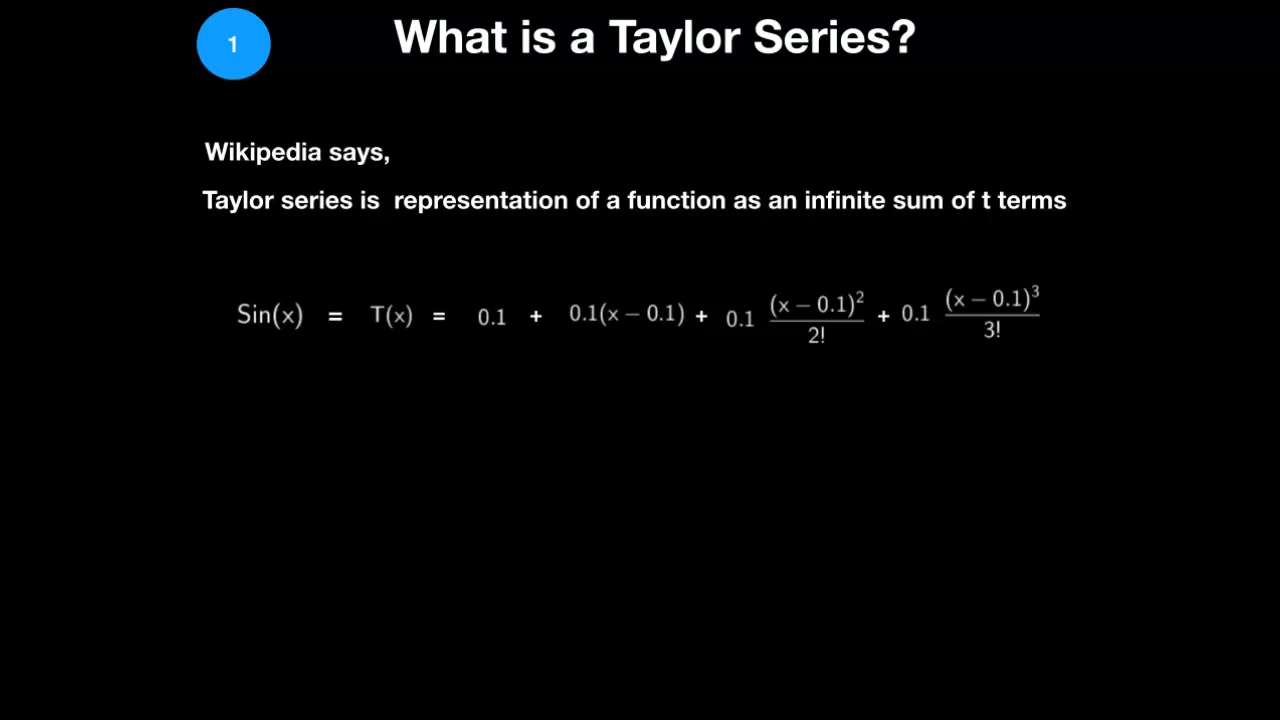 1
What is a Taylor Series?
Wikipedia says,
Taylor series is representation of a function as an infinite sum of t terms
Sin(x) = T(x) = 0.1 + 0.1(x − 0.1) + 0.1 (x − 0.1)²/2! + 0.1 (x − 0.1)³/3!